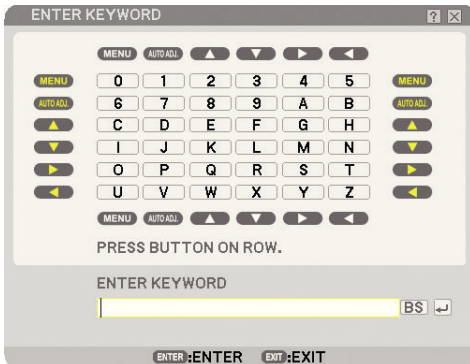 ENTER KEYWORD ? X
MENU AUTO ADJ. ▲ ▼ ▶ ◀
MENU 0 1 2 3 4 5 MENU
AUTO ADJ. 6 7 8 9 A B AUTO ADJ.
▲ C D E F G H ▲
▼ I J K L M N ▼
▶ O P Q R S T ▶
◀ U V W X Y Z ◀
MENU AUTO ADJ. ▲ ▼ ▶ ◀
PRESS BUTTON ON ROW.
ENTER KEYWORD
BS ↵
ENTER :ENTER EXIT :EXIT